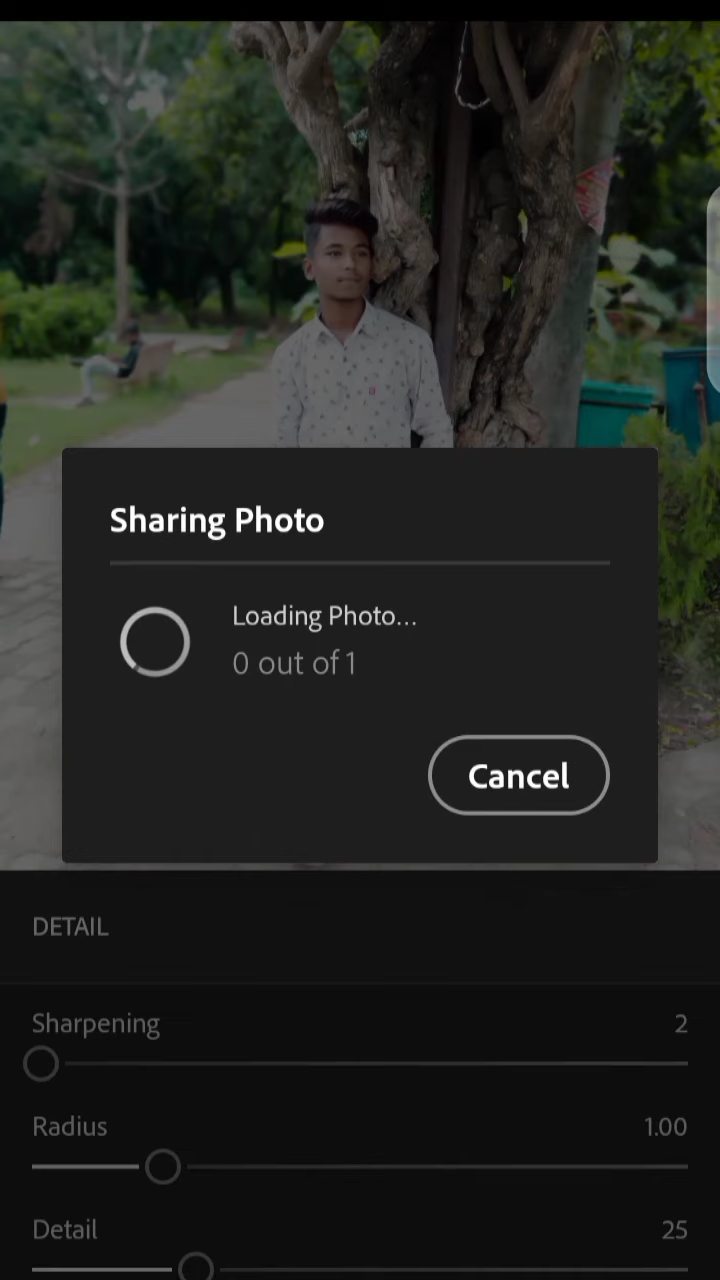 Sharing Photo
Loading Photo...
0 out of 1
Cancel
DETAIL
Sharpening 2
Radius 1.00
Detail 25